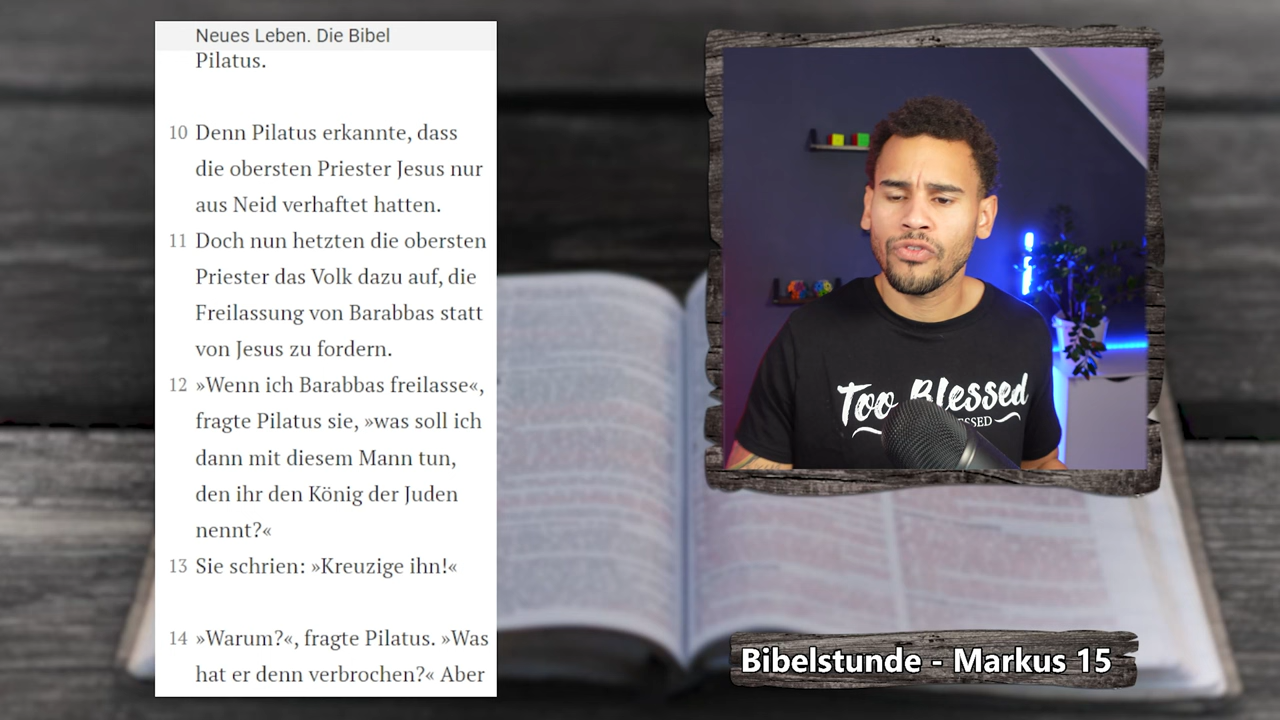 Neues Leben. Die Bibel
Pilatus.
10 Denn Pilatus erkannte, dass
die obersten Priester Jesus nur
aus Neid verhaftet hatten.
11 Doch nun hetzten die obersten
Priester das Volk dazu auf, die
Freilassung von Barabbas statt
von Jesus zu fordern.
12 »Wenn ich Barabbas freilasse«,
fragte Pilatus sie, »was soll ich
dann mit diesem Mann tun,
den ihr den König der Juden
nennt?«
13 Sie schrien: »Kreuzige ihn!«
14 »Warum?«, fragte Pilatus. »Was
hat er denn verbrochen?« Aber
Too Blessed
Bibelstunde - Markus 15